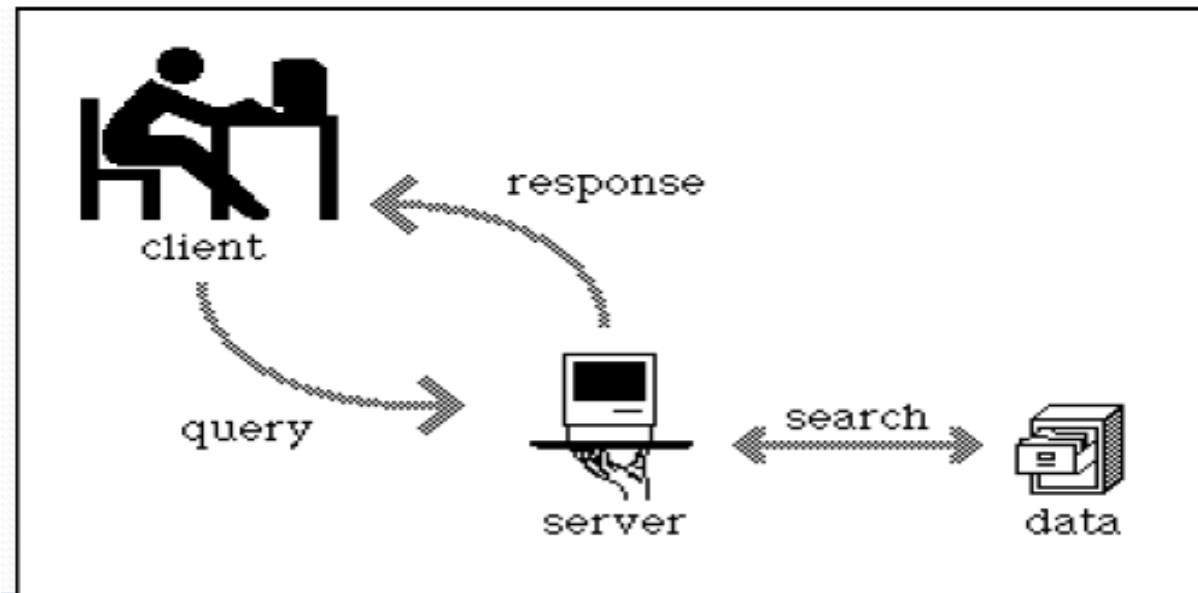 response
client
query
search
server
data